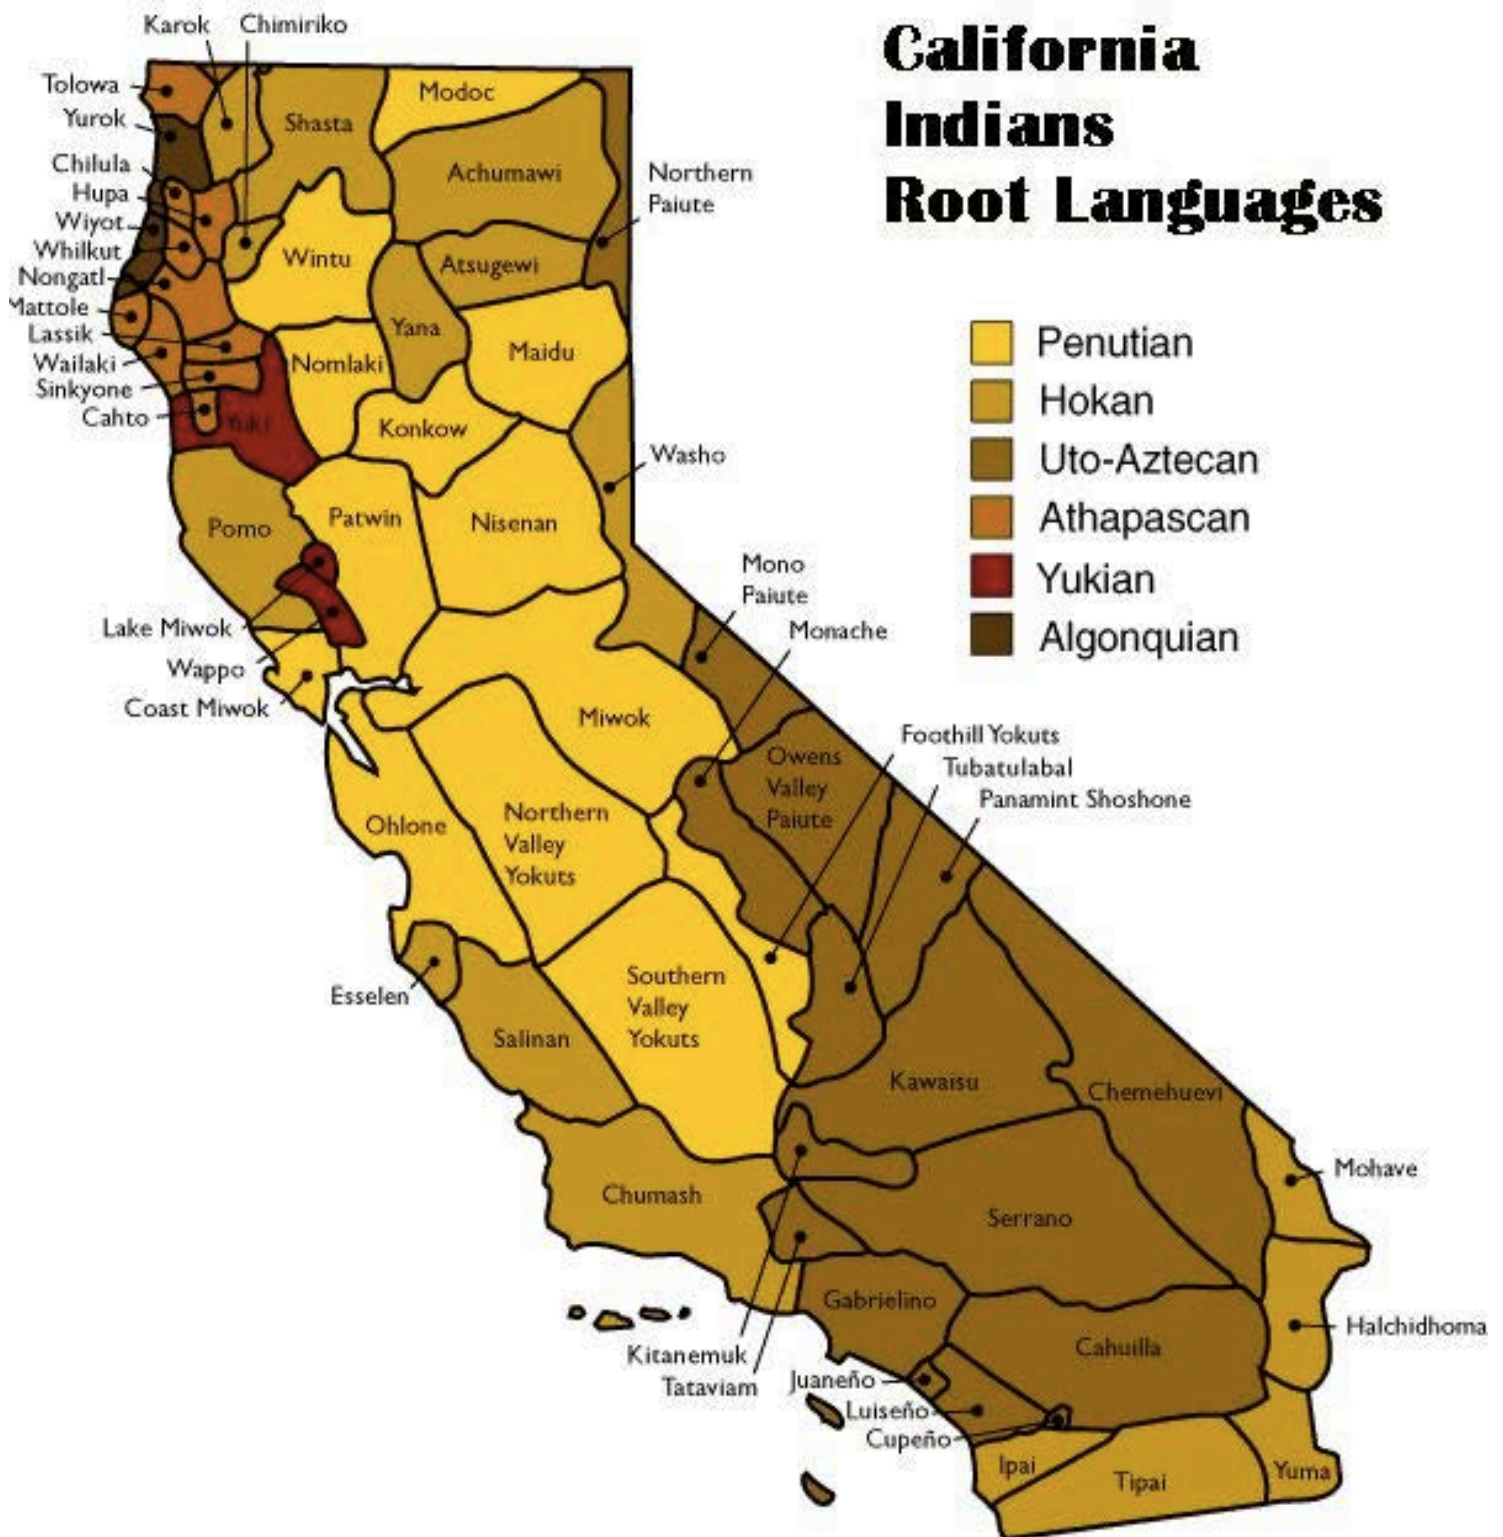 California
Indians
Root Languages
Penutian
Hokan
Uto-Aztecan
Athapascan
Yukian
Algonquian
Karok
Chimiriko
Tolowa
Yurok
Chilula
Hupa
Wiyot
Whilkut
Nongatl
Mattole
Lassik
Wailaki
Sinkyone
Cahto
Shasta
Modoc
Achumawi
Northern
Paiute
Wintu
Atsugewi
Yana
Nomlaki
Maidu
Yuki
Konkow
Washo
Pomo
Patwin
Nisenan
Mono
Paiute
Monache
Lake Miwok
Wappo
Coast Miwok
Miwok
Owens
Valley
Paiute
Foothill Yokuts
Tubatulabal
Panamint Shoshone
Ohlone
Northern
Valley
Yokuts
Esselen
Southern
Valley
Yokuts
Salinan
Kawaisu
Chemehuevi
Mohave
Chumash
Serrano
Gabrielino
Halchidhoma
Cahuilla
Kitanemuk
Tataviam
Juaneño
Luiseño
Cupeño
Ipai
Tipai
Yuma